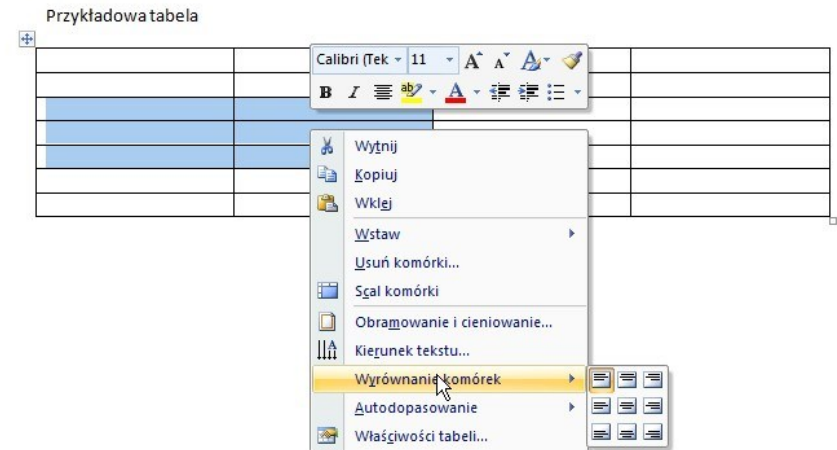 Przykładowa tabela
Calibri (Tek 11 A A A
B I ab A
Wytnij
Kopiuj
Wklej
Wstaw
Usuń komórki...
Scal komórki
Obramowanie i cieniowanie...
Kierunek tekstu...
Wyrównanie komórek
Autodopasowanie
Właściwości tabeli...